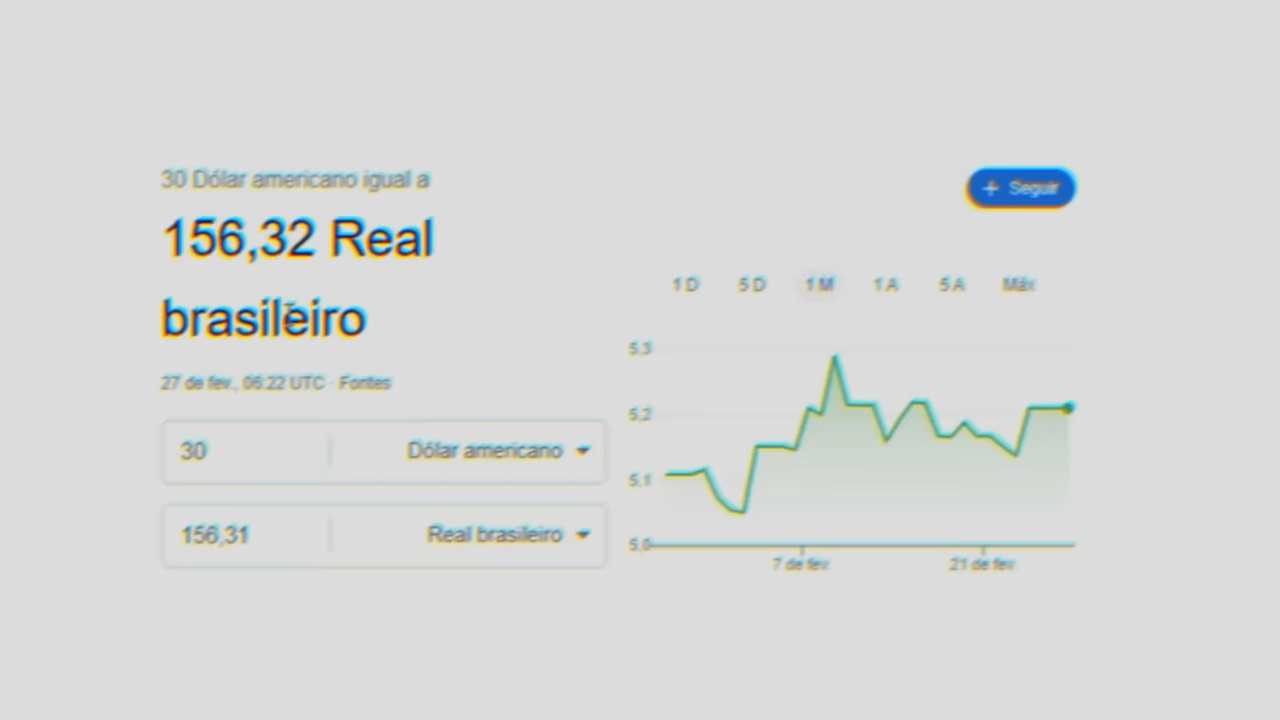 30 Dólar americano igual a
156,32 Real
brasileiro
27 de fev., 06:22 UTC · Fontes
30 Dólar americano
156,31 Real brasileiro
+ Seguir
1 D 5 D 1 M 1 A 5 A Máx
5,3
5,2
5,1
5,0
7 de fev 21 de fev